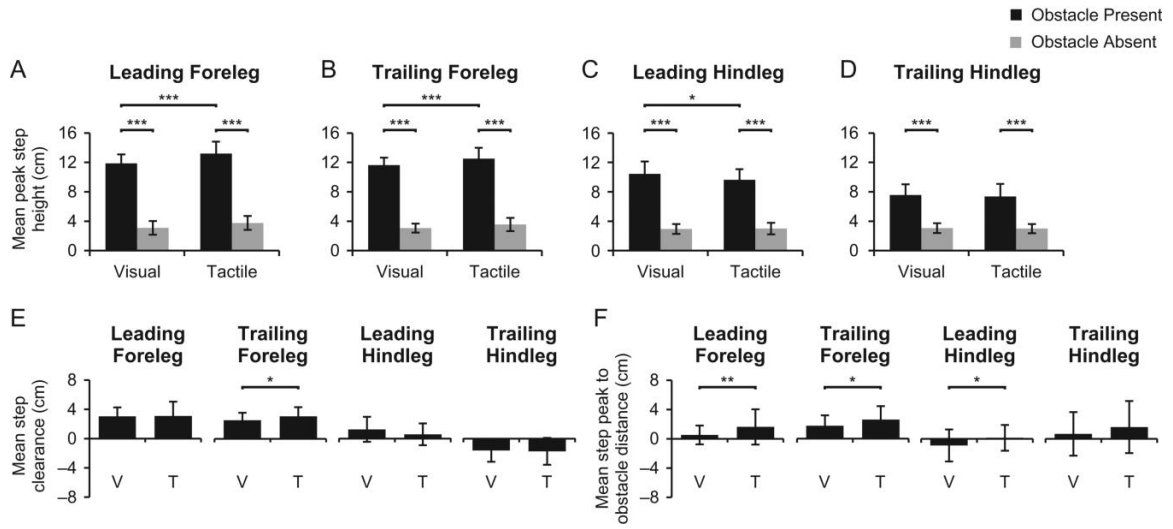 Obstacle Present
Obstacle Absent
A
Leading Foreleg
B
Trailing Foreleg
C
Leading Hindleg
D
Trailing Hindleg
***
***
*
*** ***
*** ***
*** ***
*** ***
Mean peak step
height (cm)
16
12
8
4
0
Visual Tactile
16
12
8
4
0
Visual Tactile
16
12
8
4
0
Visual Tactile
16
12
8
4
0
Visual Tactile
E
Leading
Foreleg
Trailing
Foreleg
Leading
Hindleg
Trailing
Hindleg
*
Mean step
clearance (cm)
8
4
0
–4
–8
V T V T V T V T
F
Leading
Foreleg
Trailing
Foreleg
Leading
Hindleg
Trailing
Hindleg
**
*
*
Mean step peak to
obstacle distance (cm)
8
4
0
–4
–8
V T V T V T V T